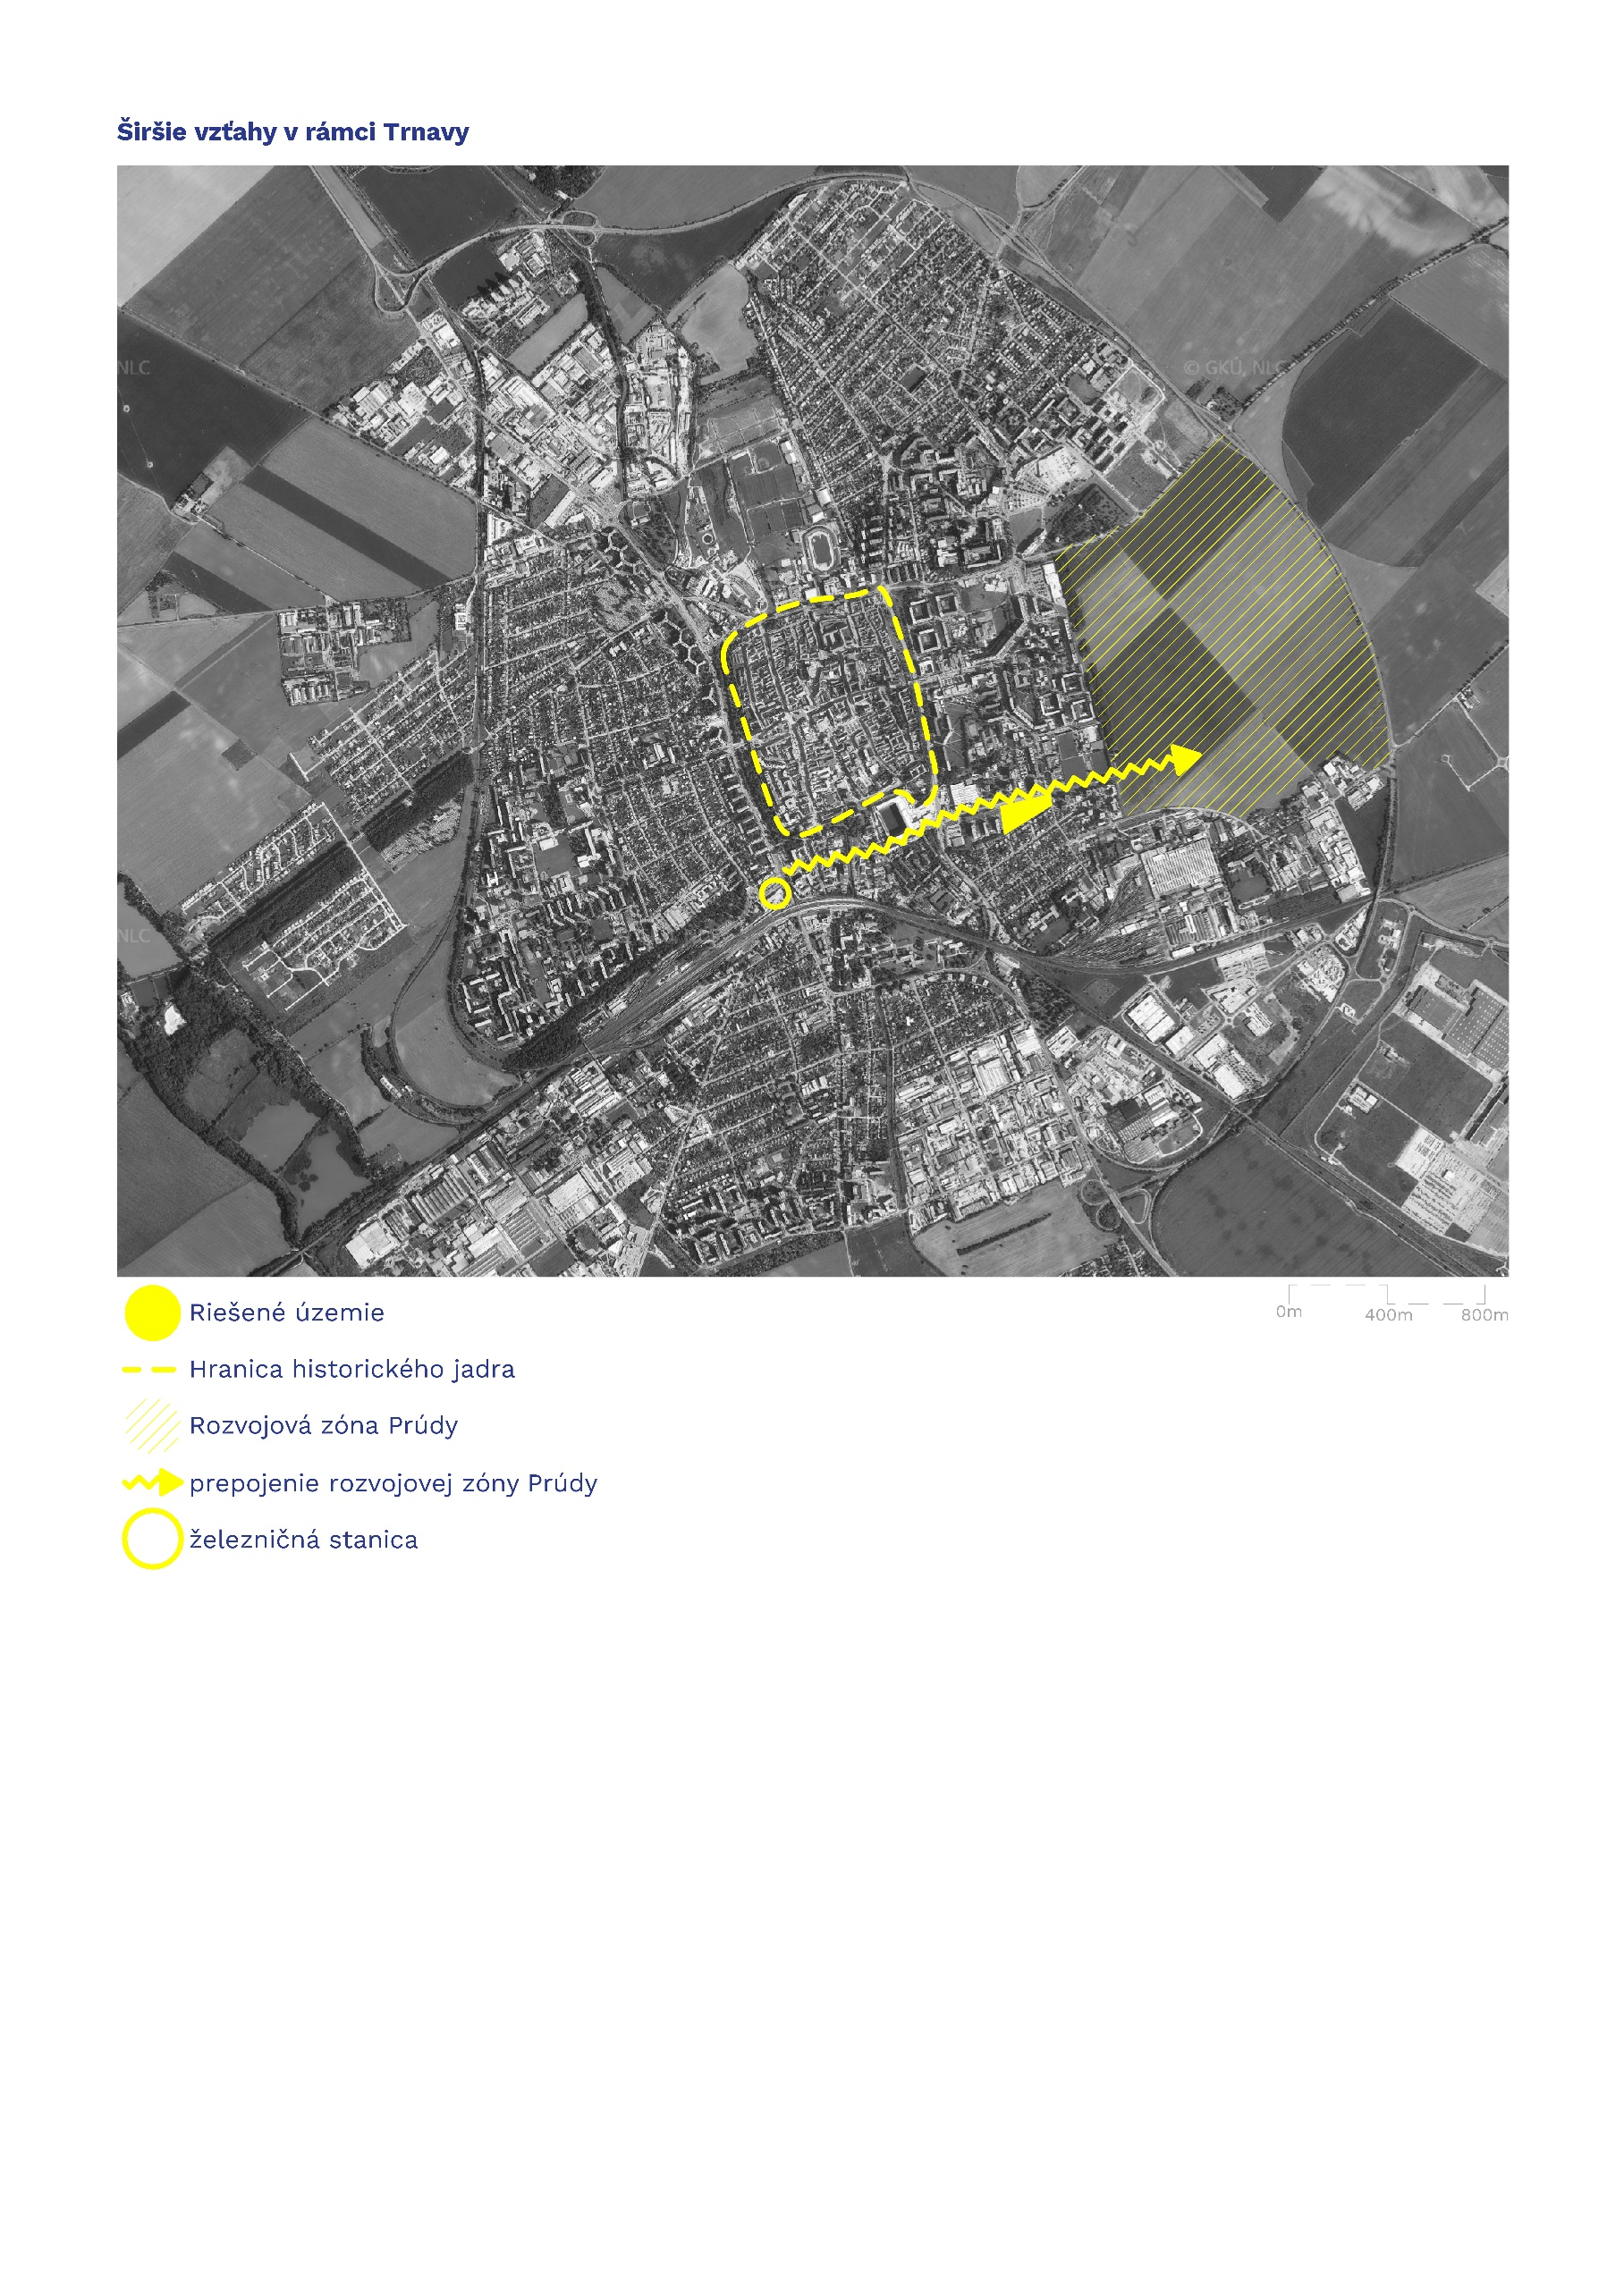 Širšie vzťahy v rámci Trnavy
NLC
© GKÚ, NLC
NLC
Riešené územie
0m
400m
800m
Hranica historického jadra
Rozvojová zóna Prúdy
prepojenie rozvojovej zóny Prúdy
železničná stanica